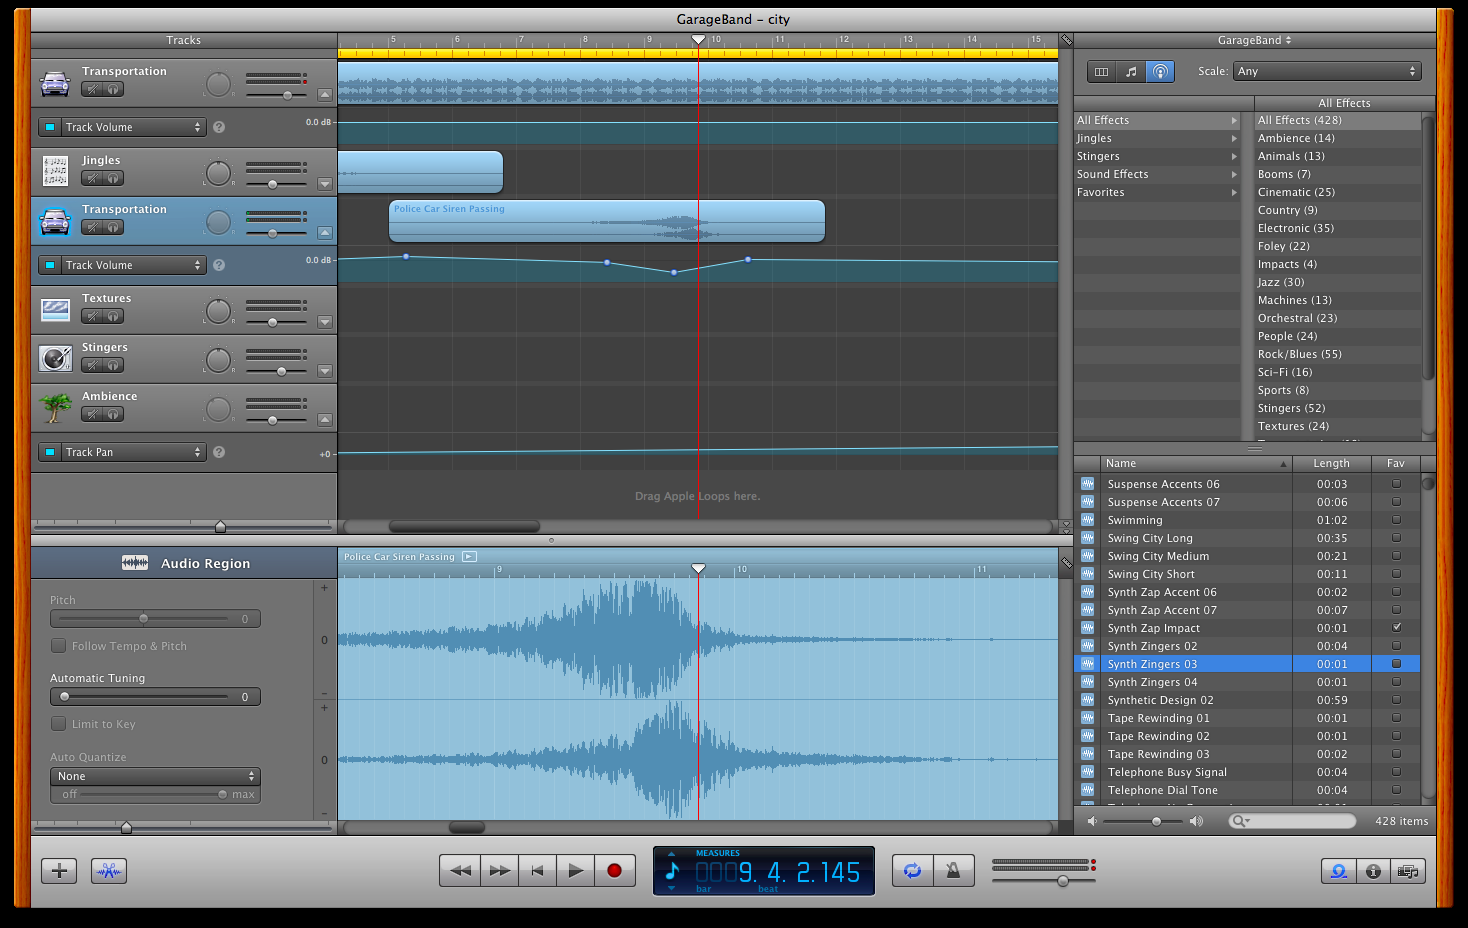 GarageBand – city
Tracks
5 6 7 8 9 10 11 12 13 14 15
GarageBand
Transportation
Scale: Any
All Effects
Track Volume
0.0 dB
Jingles
L R
Transportation
Police Car Siren Passing
Track Volume
0.0 dB
Textures
L R
Stingers
L R
Ambience
Track Pan
+0
Drag Apple Loops here.
All Effects
Jingles
Stingers
Sound Effects
Favorites
All Effects (428)
Ambience (14)
Animals (13)
Booms (7)
Cinematic (25)
Country (9)
Electronic (35)
Foley (22)
Impacts (4)
Jazz (30)
Machines (13)
Orchestral (23)
People (24)
Rock/Blues (55)
Sci-Fi (16)
Sports (8)
Stingers (52)
Textures (24)
Name Length Fav
Suspense Accents 06 00:03
Suspense Accents 07 00:06
Swimming 01:02
Swing City Long 00:35
Swing City Medium 00:21
Swing City Short 00:11
Synth Zap Accent 06 00:02
Synth Zap Accent 07 00:07
Synth Zap Impact 00:01
Synth Zingers 02 00:04
Synth Zingers 03 00:01
Synth Zingers 04 00:01
Synthetic Design 02 00:59
Tape Rewinding 01 00:01
Tape Rewinding 02 00:01
Tape Rewinding 03 00:02
Telephone Busy Signal 00:04
Telephone Dial Tone 00:04
428 items
Audio Region
Police Car Siren Passing
9 10 11
Pitch
0
Follow Tempo & Pitch
Automatic Tuning
0
Limit to Key
Auto Quantize
None
off max
+
0
-
+
0
-
MEASURES
9. 4. 2.145
bar beat